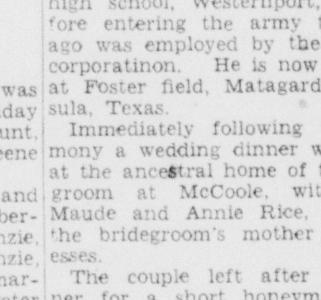 high school, Westernport,
fore entering the army
ago was employed by the
corporatinon. He is now
at Foster field, Matagard
sula, Texas.
Immediately following
mony a wedding dinner w
at the ancestral home of t
groom at McCoole, wit
Maude and Annie Rice,
the bridegroom's mother
esses.
The couple left after
ner for a short honeym
was
day
unt,
eene
and
ber-
nzie,
nzie,
mar-